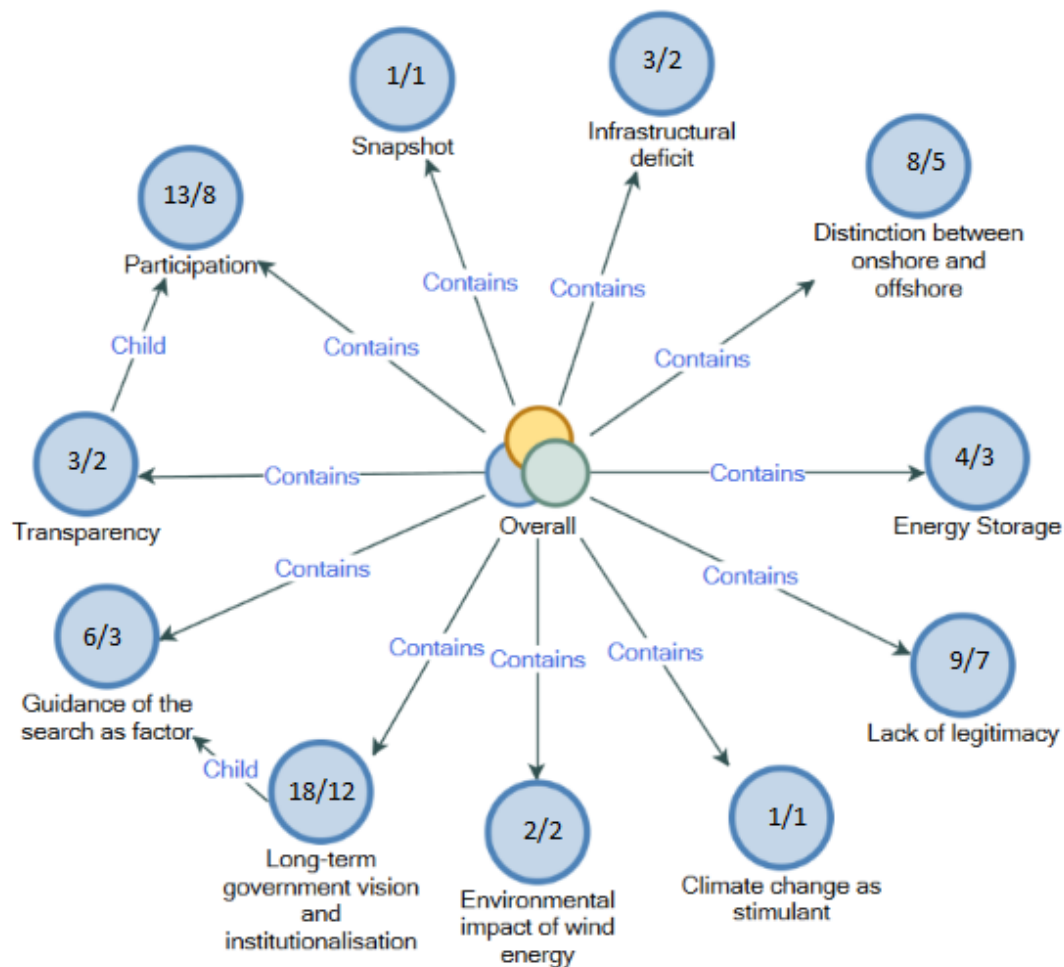 1/1
Snapshot
3/2
Infrastructural
deficit
8/5
Distinction between
onshore and
offshore
13/8
Participation
Contains
Contains
Contains
Contains
Child
3/2
Transparency
Contains
Overall
Contains
4/3
Energy Storage
6/3
Guidance of the
search as factor
Contains
Contains
Contains
Contains
Contains
9/7
Lack of legitimacy
Child
18/12
Long-term
government vision
and
institutionalisation
2/2
Environmental
impact of wind
energy
1/1
Climate change as
stimulant